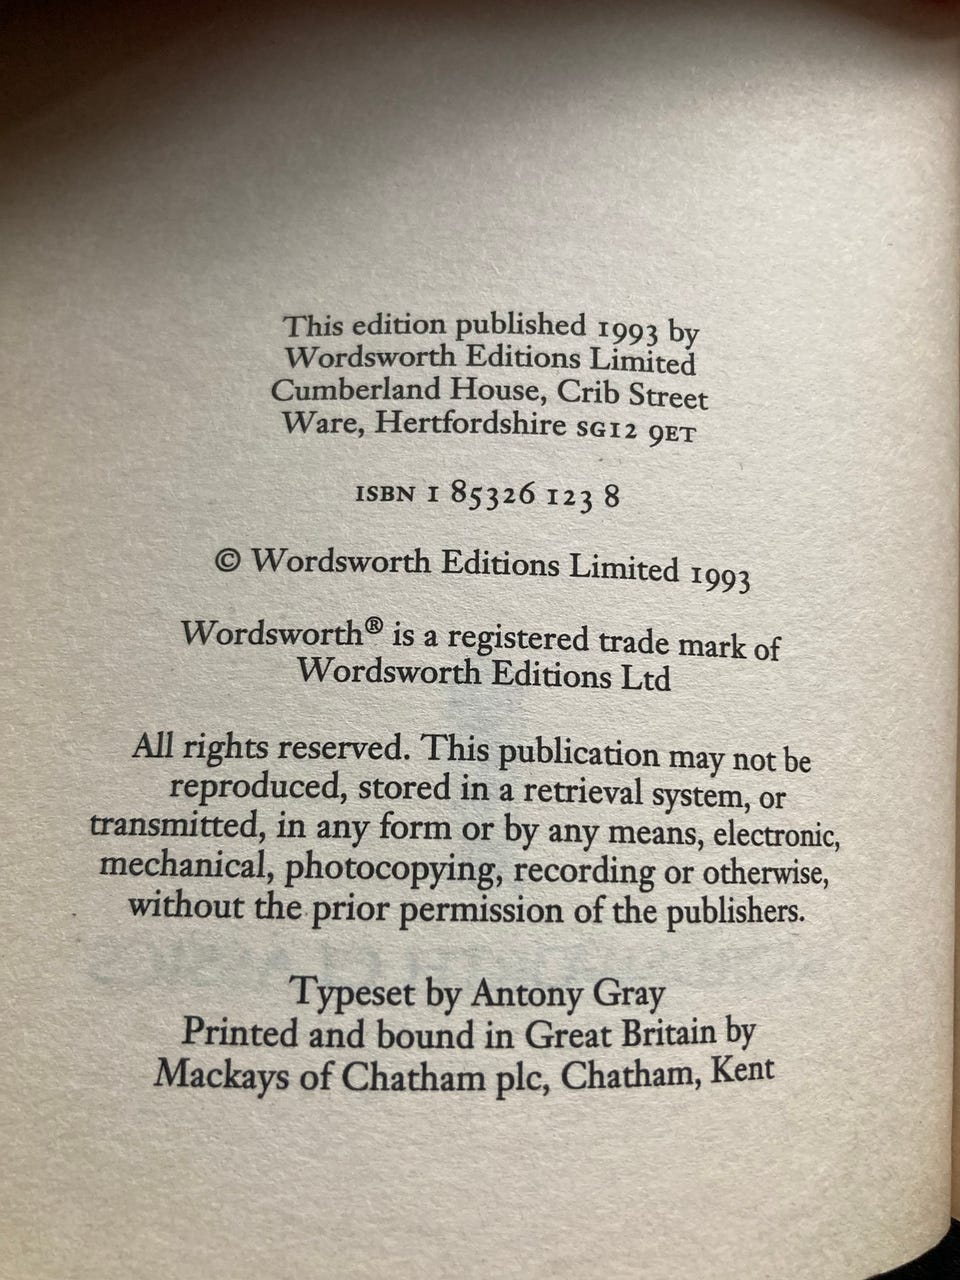 This edition published 1993 by
Wordsworth Editions Limited
Cumberland House, Crib Street
Ware, Hertfordshire SG12 9ET
ISBN 1 85326 123 8
© Wordsworth Editions Limited 1993
Wordsworth® is a registered trade mark of
Wordsworth Editions Ltd
All rights reserved. This publication may not be
reproduced, stored in a retrieval system, or
transmitted, in any form or by any means, electronic,
mechanical, photocopying, recording or otherwise,
without the prior permission of the publishers.
Typeset by Antony Gray
Printed and bound in Great Britain by
Mackays of Chatham plc, Chatham, Kent